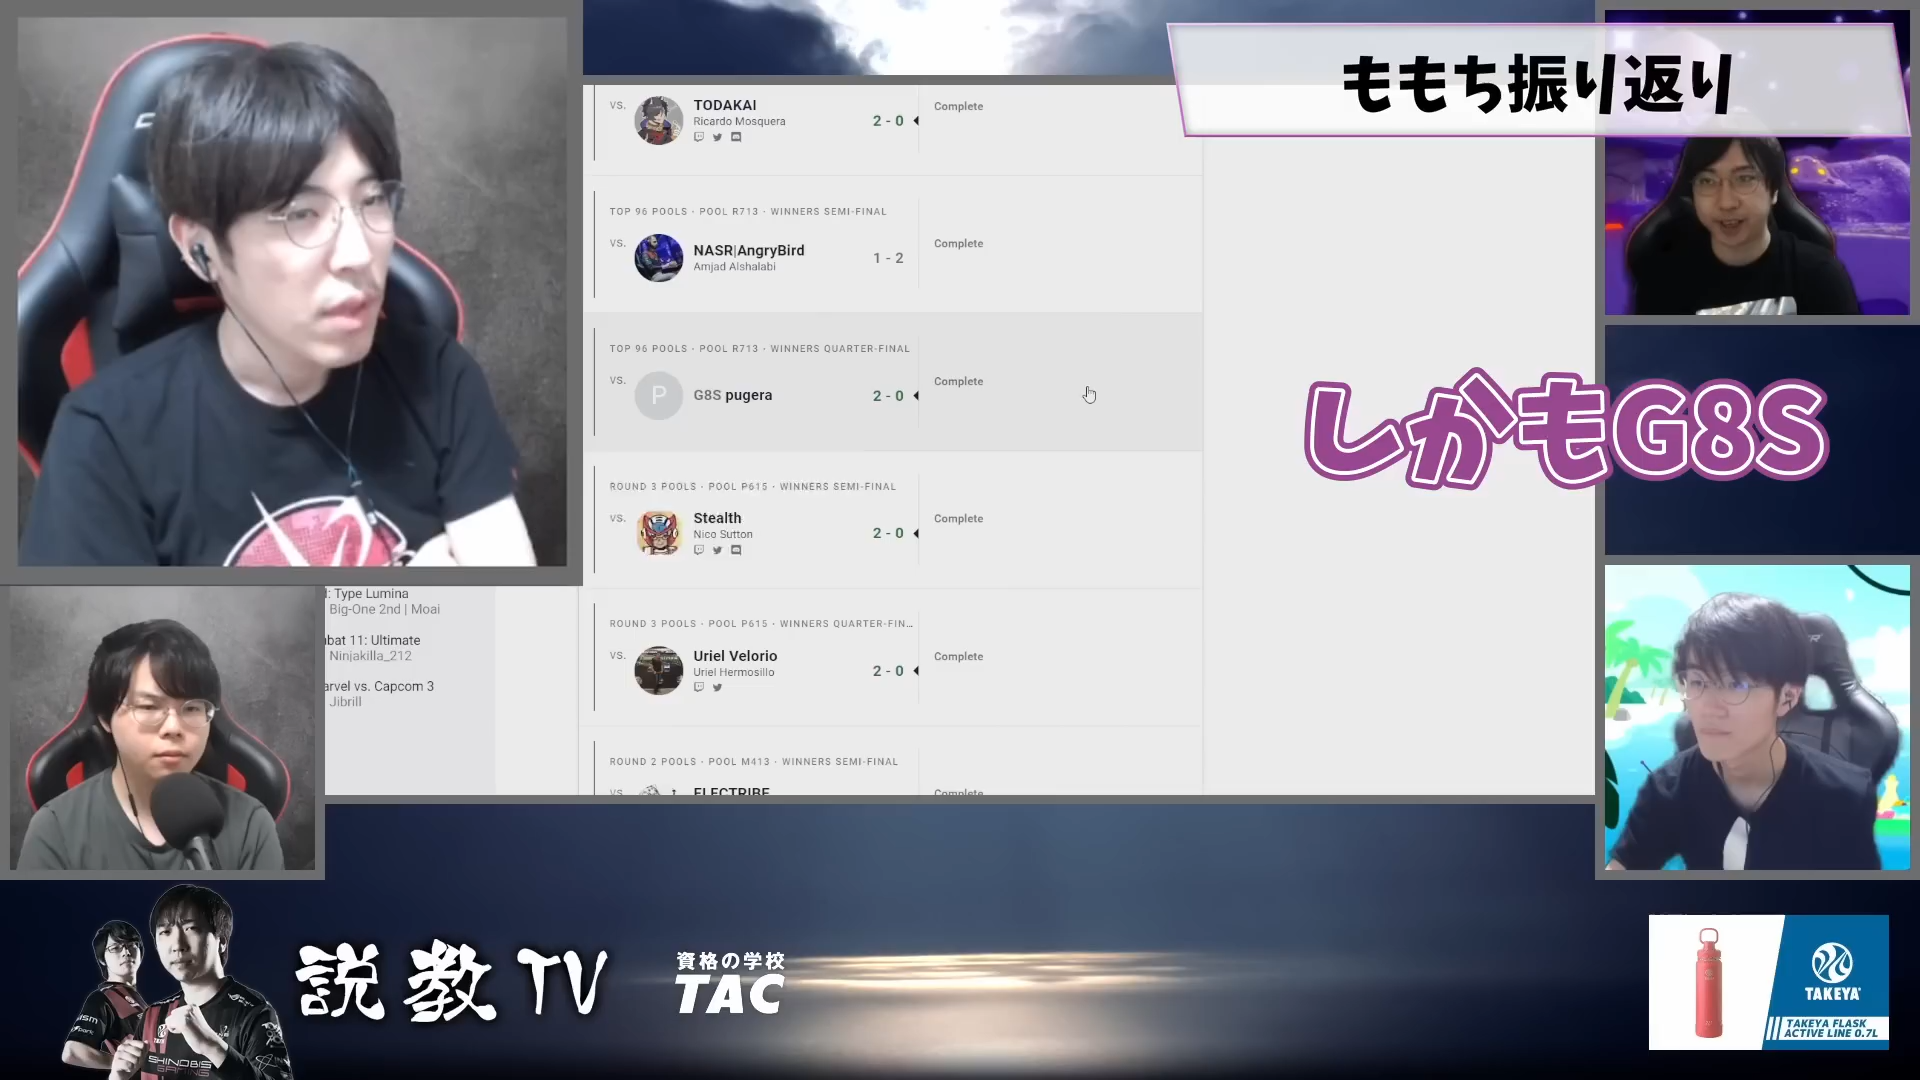 ももち振り返り
VS.
TODAKAI
Ricardo Mosquera
2 - 0
Complete
TOP 96 POOLS · POOL R713 · WINNERS SEMI-FINAL
VS.
NASR|AngryBird
Amjad Alshalabi
1 - 2
Complete
TOP 96 POOLS · POOL R713 · WINNERS QUARTER-FINAL
VS.
P
G8S pugera
2 - 0
Complete
しかもG8S
ROUND 3 POOLS · POOL P615 · WINNERS SEMI-FINAL
VS.
Stealth
Nico Sutton
2 - 0
Complete
ROUND 3 POOLS · POOL P615 · WINNERS QUARTER-FIN...
VS.
Uriel Velorio
Uriel Hermosillo
2 - 0
Complete
ROUND 2 POOLS · POOL M413 · WINNERS SEMI-FINAL
VS.
ELECTRIBE
Complete
: Type Lumina
Big-One 2nd | Moai
bat 11: Ultimate
Ninjakilla_212
arvel vs. Capcom 3
Jibrill
説教TV
資格の学校
TAC
SHINOBISM
GAMING
TAKEYA
TAKEYA FLASK
ACTIVE LINE 0.7L